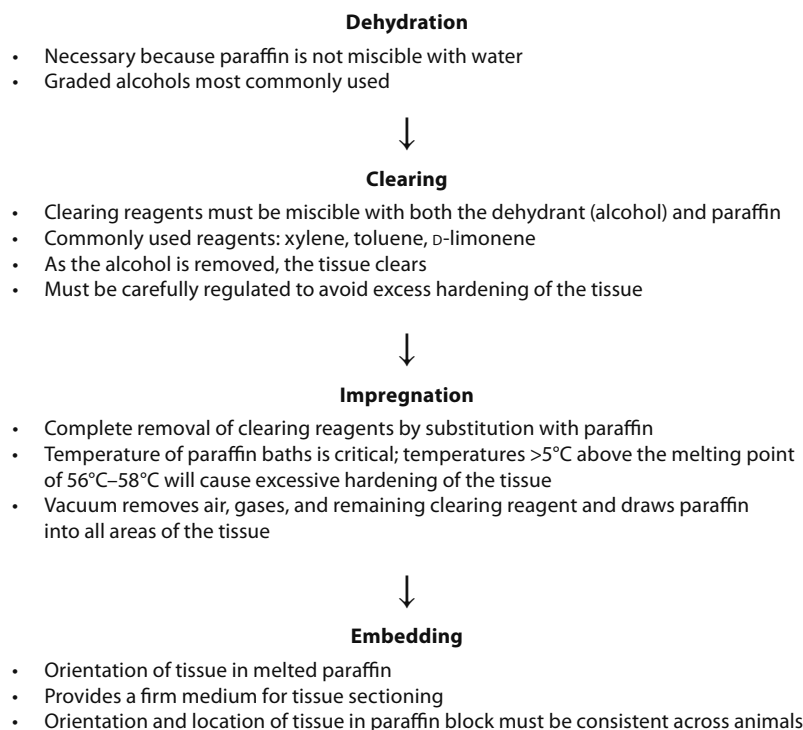 Dehydration
• Necessary because paraffin is not miscible with water
• Graded alcohols most commonly used
↓
Clearing
• Clearing reagents must be miscible with both the dehydrant (alcohol) and paraffin
• Commonly used reagents: xylene, toluene, D-limonene
• As the alcohol is removed, the tissue clears
• Must be carefully regulated to avoid excess hardening of the tissue
↓
Impregnation
• Complete removal of clearing reagents by substitution with paraffin
• Temperature of paraffin baths is critical; temperatures >5°C above the melting point
of 56°C–58°C will cause excessive hardening of the tissue
• Vacuum removes air, gases, and remaining clearing reagent and draws paraffin
into all areas of the tissue
↓
Embedding
• Orientation of tissue in melted paraffin
• Provides a firm medium for tissue sectioning
• Orientation and location of tissue in paraffin block must be consistent across animals